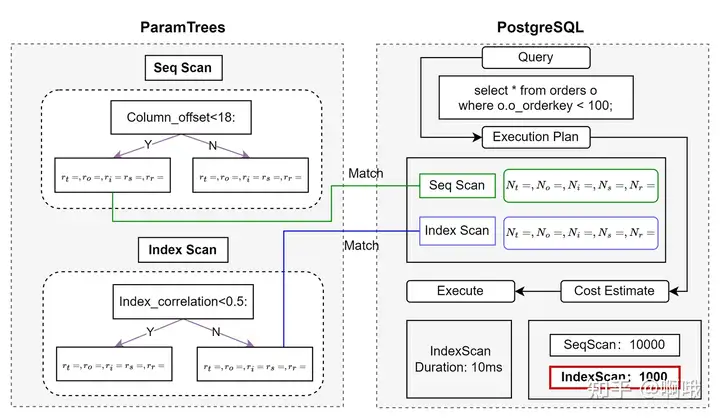 ParamTrees
Seq Scan
Column_offset<18:
Y
N
r_t =, r_o =, r_i = r_s =, r_r =
r_t =, r_o =, r_i = r_s =, r_r =
Index Scan
Index_correlation<0.5:
Y
N
r_t =, r_o =, r_i = r_s =, r_r =
r_t =, r_o =, r_i = r_s =, r_r =
Match
Match
PostgreSQL
Query
select * from orders o
where o.o_orderkey < 100;
Execution Plan
Seq Scan
N_t =, N_o =, N_i =, N_s =, N_r =
Index Scan
N_t =, N_o =, N_i =, N_s =, N_r =
Execute
Cost Estimate
IndexScan
Duration: 10ms
SeqScan: 10000
IndexScan: 1000
知乎 @啊哦